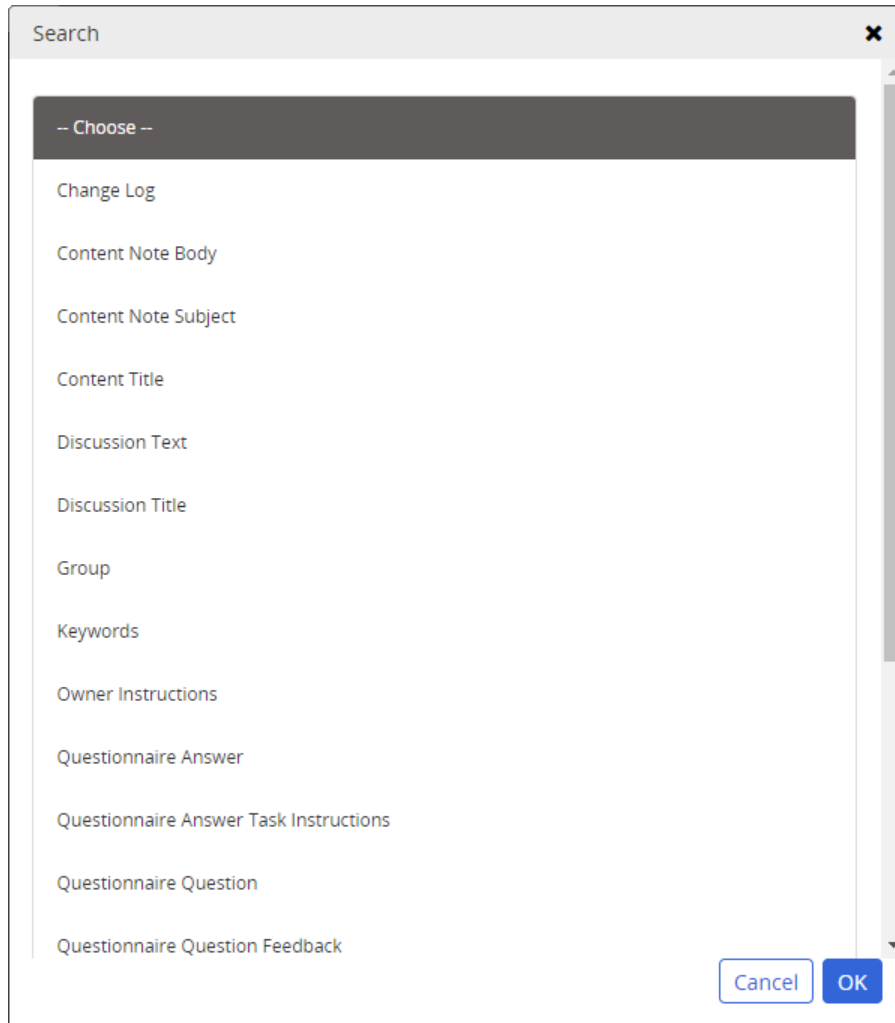 Search
-- Choose --
Change Log
Content Note Body
Content Note Subject
Content Title
Discussion Text
Discussion Title
Group
Keywords
Owner Instructions
Questionnaire Answer
Questionnaire Answer Task Instructions
Questionnaire Question
Questionnaire Question Feedback
Cancel OK